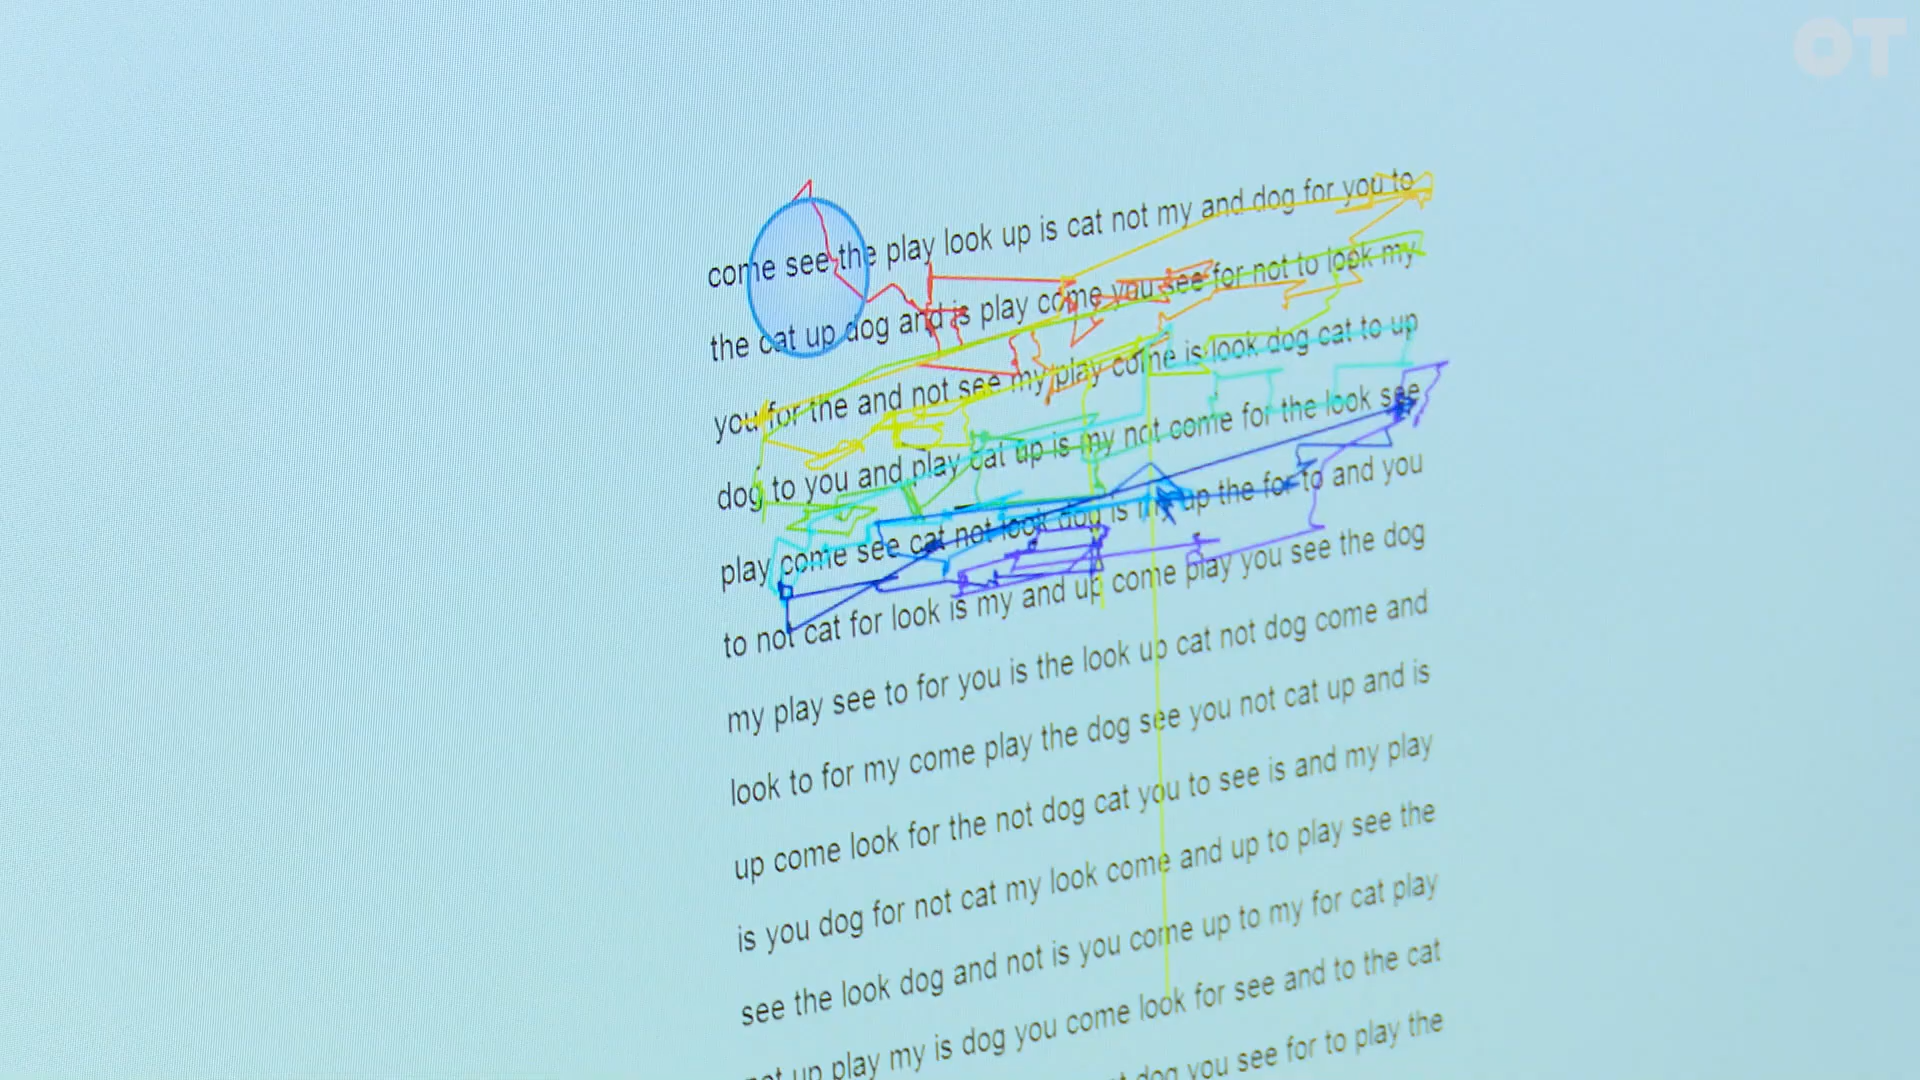 OT
come see the play look up is cat not my and dog for you to
the cat up dog and is play come you see for not to look my
you for the and not see my play come is look dog cat to up
dog to you and play cat up is my not come for the look see
play come see cat not look dog is my up the for to and you
to not cat for look is my and up come play you see the dog
my play see to for you is the look up cat not dog come and
look to for my come play the dog see you not cat up and is
up come look for the not dog cat you to see is and my play
is you dog for not cat my look come and up to play see the
see the look dog and not is you come up to my for cat play
not up play my is dog you come look for see and to the cat
dog you see for to play the